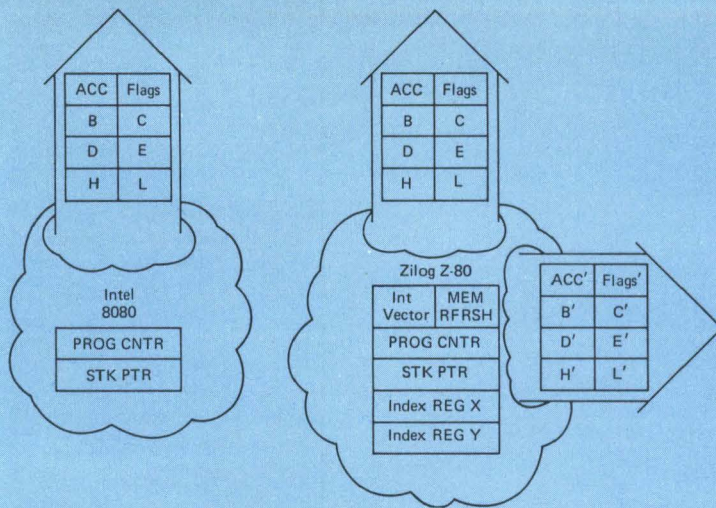 ACC Flags
B C
D E
H L
Intel
8080
PROG CNTR
STK PTR
ACC Flags
B C
D E
H L
Zilog Z-80
Int Vector MEM RFRSH
PROG CNTR
STK PTR
Index REG X
Index REG Y
ACC' Flags'
B' C'
D' E'
H' L'